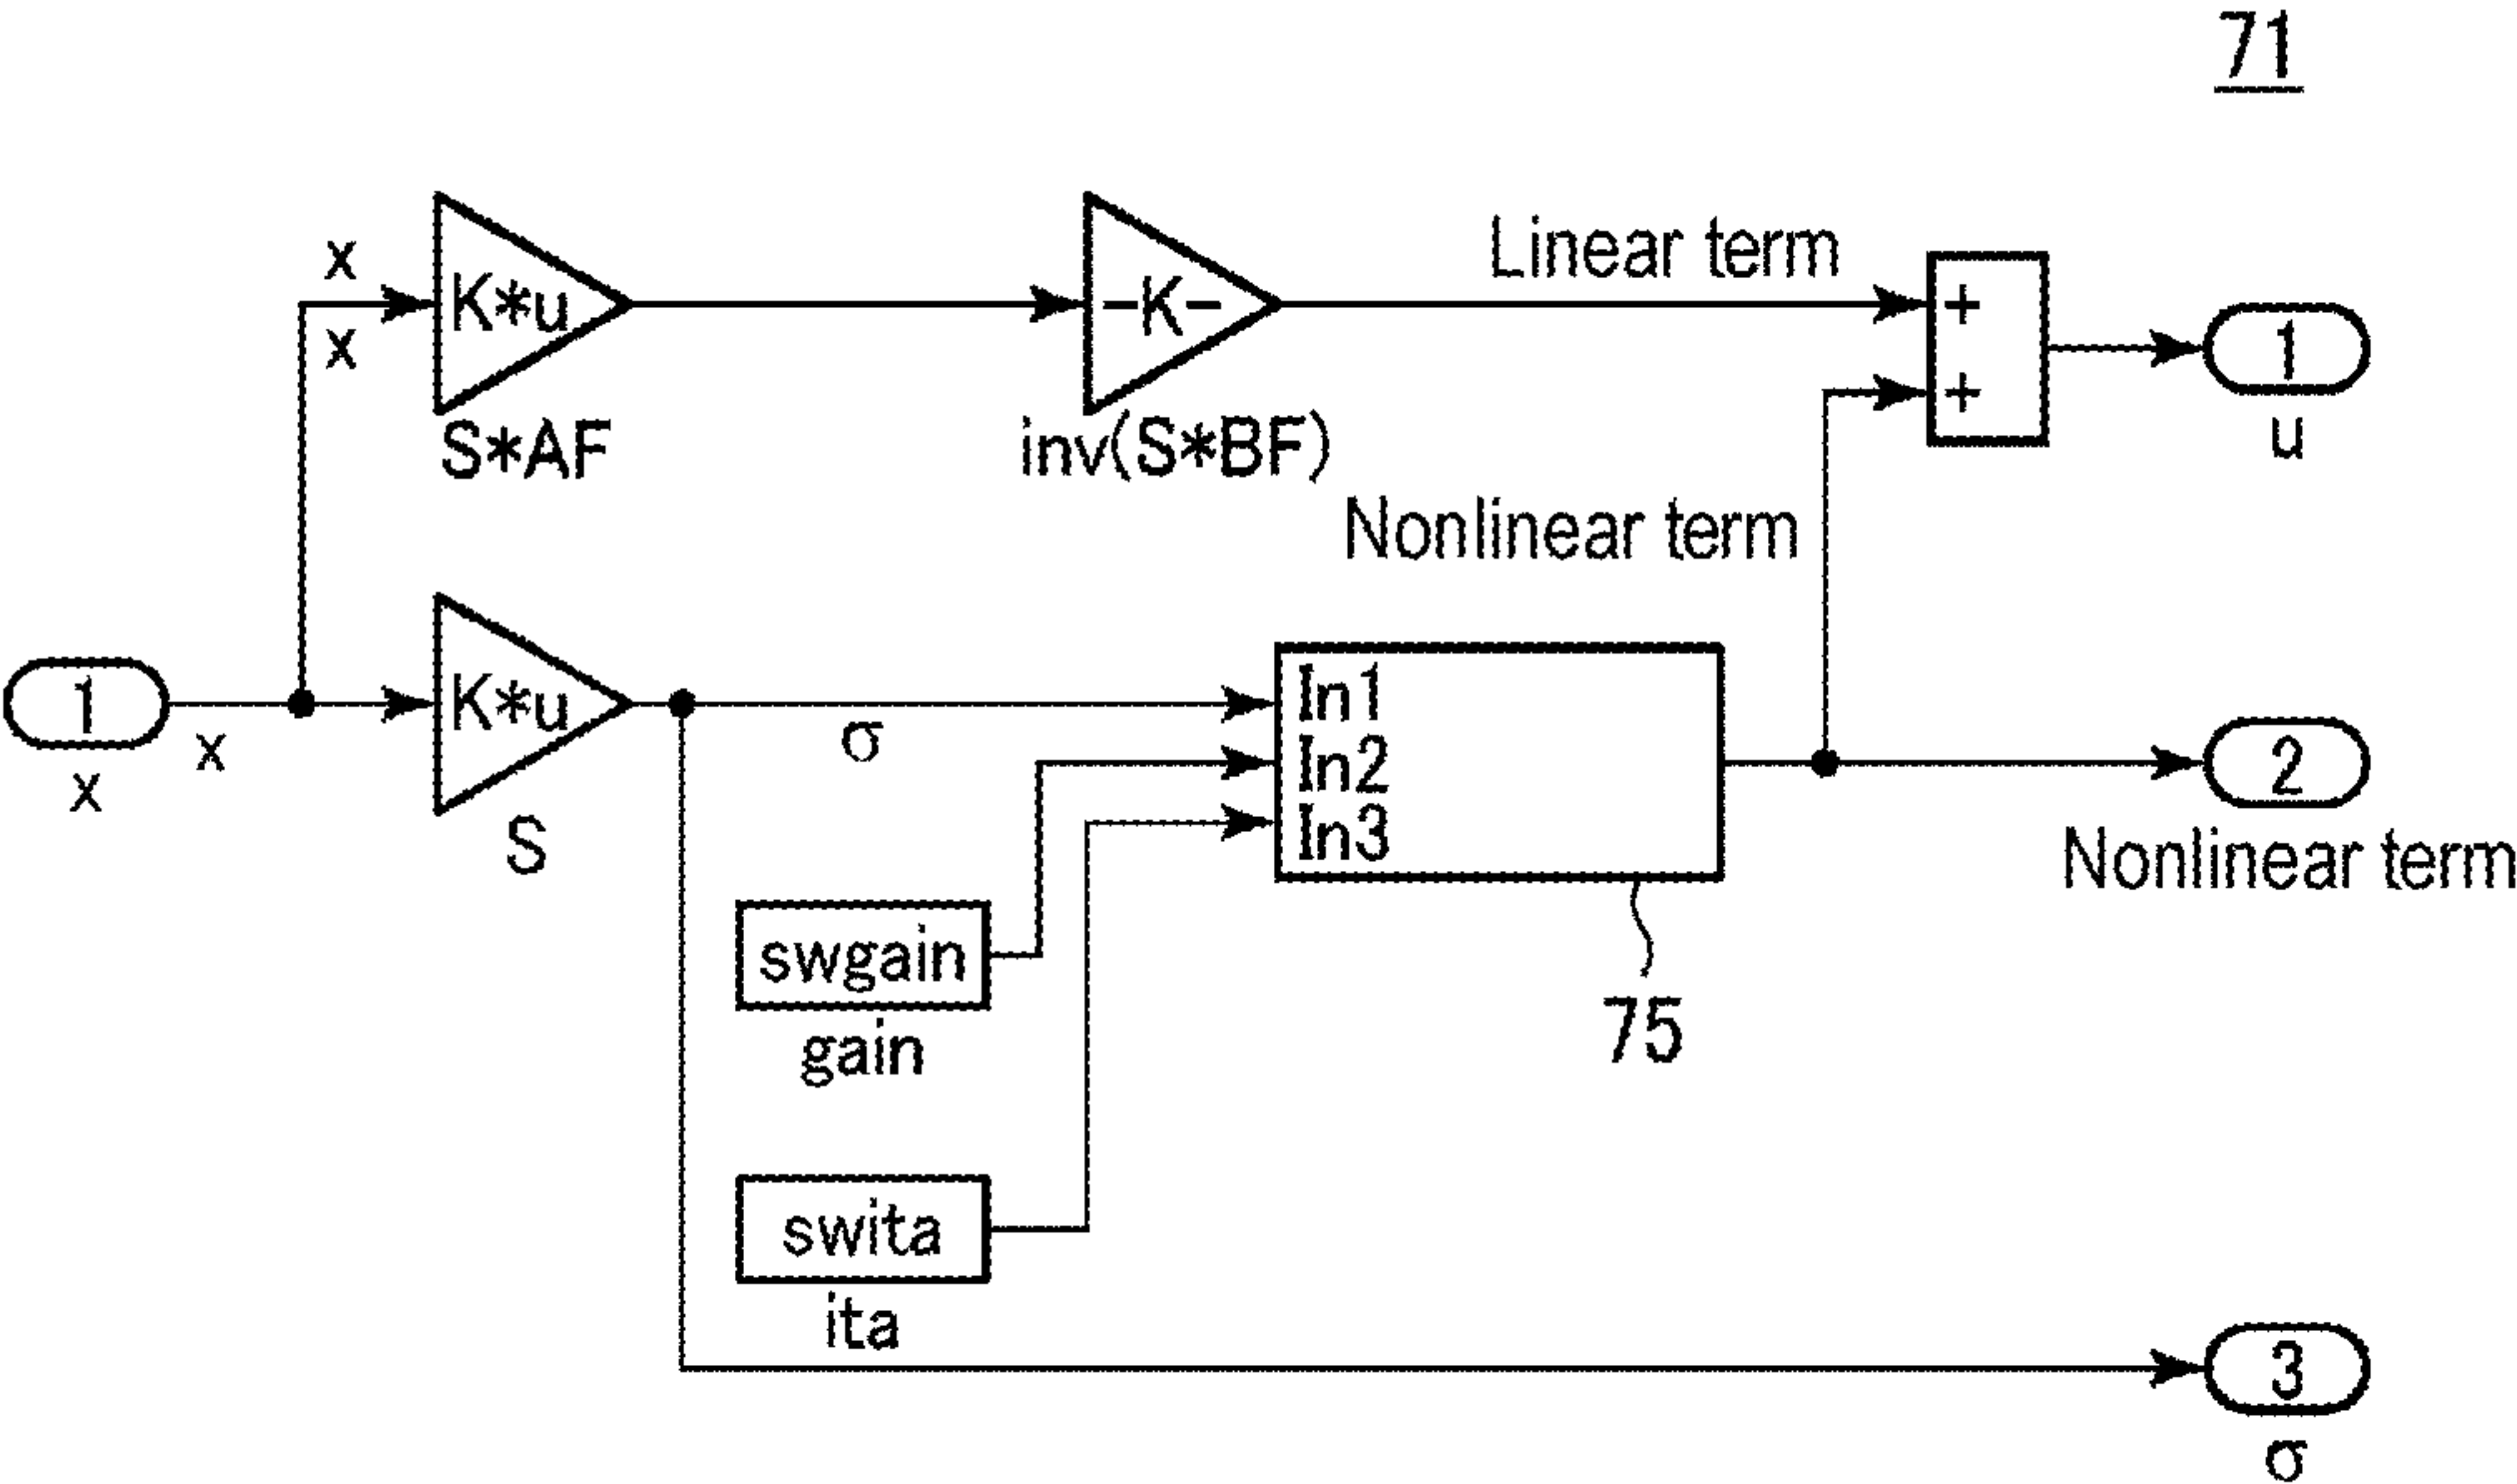 71
x
x
K*u
S*AF
-K-
inv(S*BF)
Linear term
+
+
1
u
Nonlinear term
1
x
x
K*u
S
σ
In1
In2
In3
75
2
Nonlinear term
swgain
gain
swita
ita
3
σ